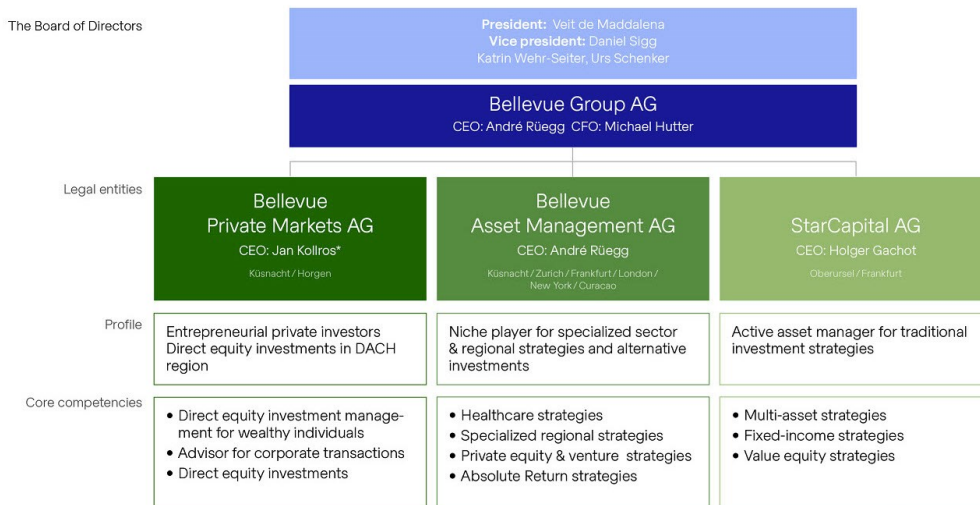 The Board of Directors
President: Veit de Maddalena
Vice president: Daniel Sigg
Katrin Wehr-Seiter, Urs Schenker
Bellevue Group AG
CEO: André Rüegg CFO: Michael Hutter
Legal entities
Bellevue
Private Markets AG
CEO: Jan Kollros*
Küsnacht / Horgen
Bellevue
Asset Management AG
CEO: André Rüegg
Küsnacht / Zurich / Frankfurt / London /
New York / Curacao
StarCapital AG
CEO: Holger Gachot
Oberursel / Frankfurt
Profile
Entrepreneurial private investors
Direct equity investments in DACH
region
Niche player for specialized sector
& regional strategies and alternative
investments
Active asset manager for traditional
investment strategies
Core competencies
• Direct equity investment manage-
ment for wealthy individuals
• Advisor for corporate transactions
• Direct equity investments
• Healthcare strategies
• Specialized regional strategies
• Private equity & venture strategies
• Absolute Return strategies
• Multi-asset strategies
• Fixed-income strategies
• Value equity strategies